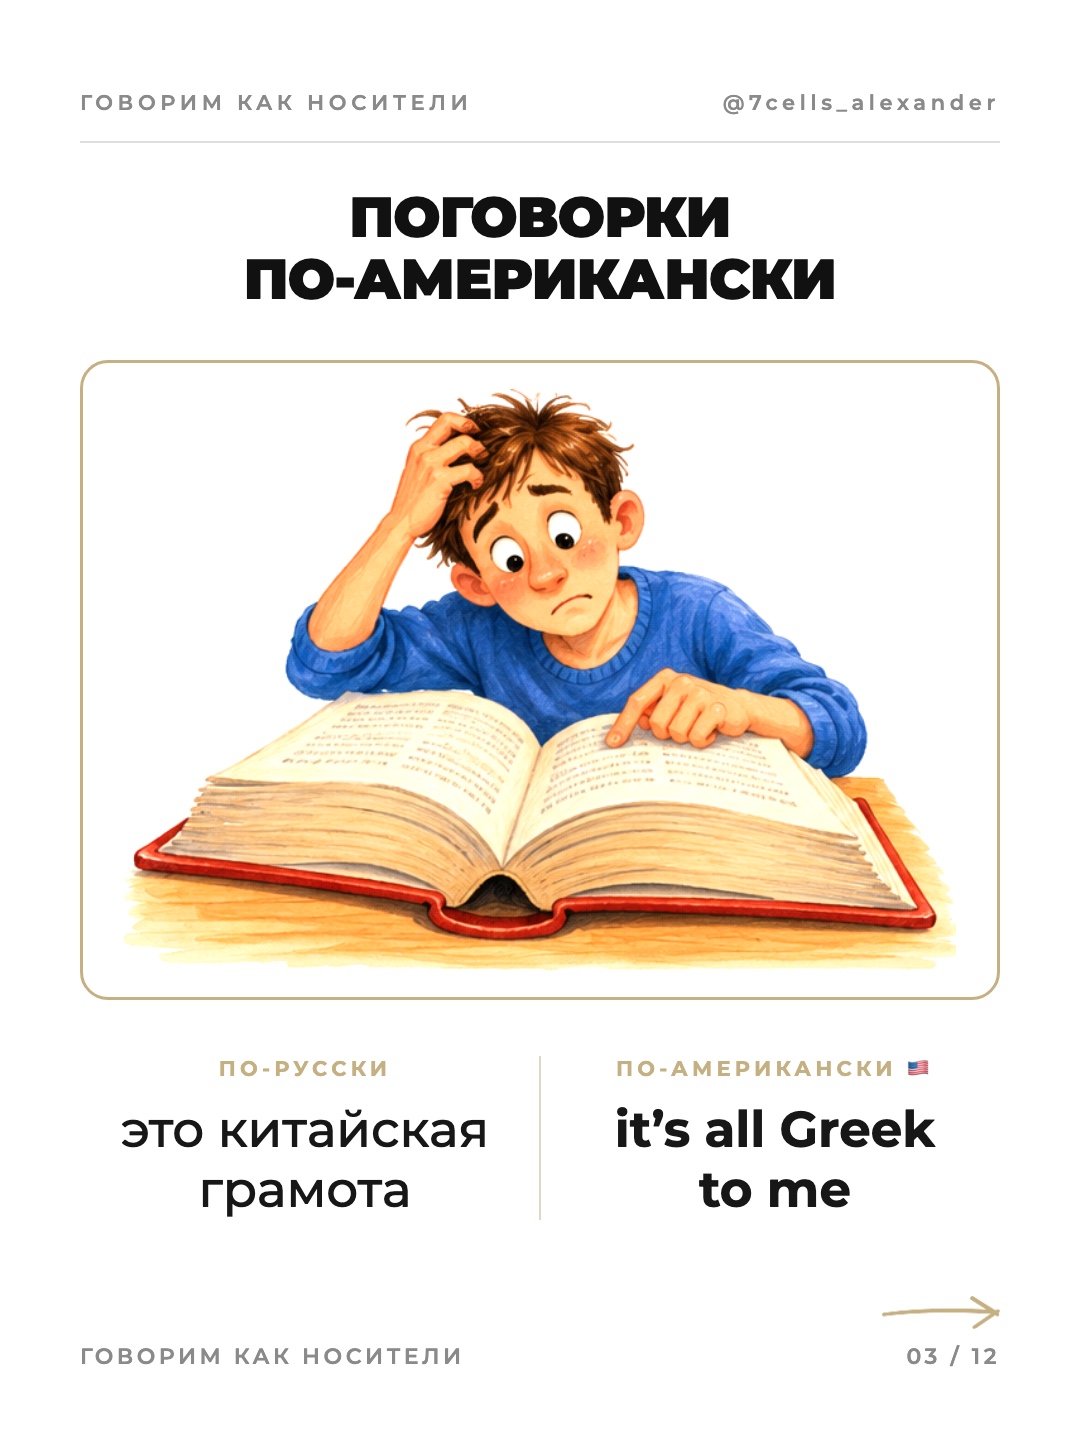 ГОВОРИМ КАК НОСИТЕЛИ
@7cells_alexander
ПОГОВОРКИ
ПО-АМЕРИКАНСКИ
ПО-РУССКИ
это китайская
грамота
ПО-АМЕРИКАНСКИ 🇺🇸
it’s all Greek
to me
ГОВОРИМ КАК НОСИТЕЛИ
03 / 12